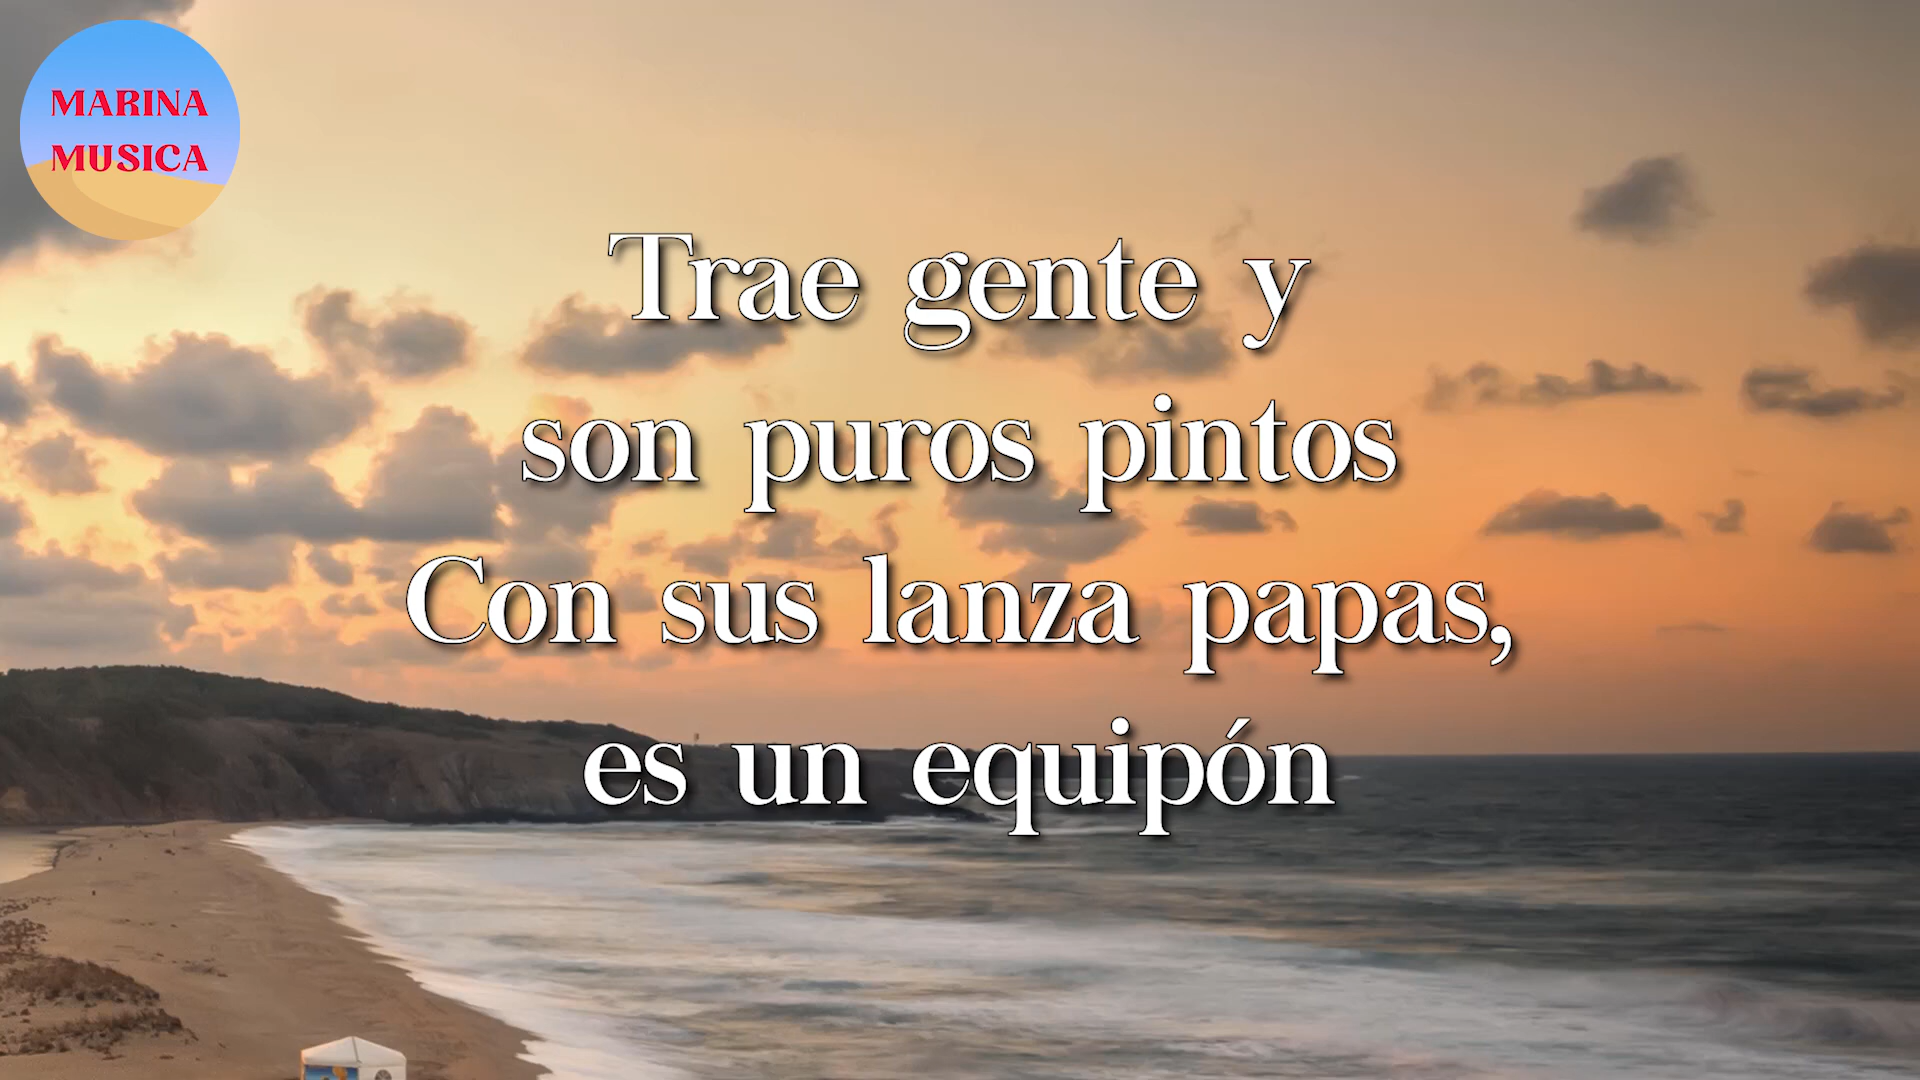 MARINA
MUSICA
Trae gente y
son puros pintos
Con sus lanza papas,
es un equipón